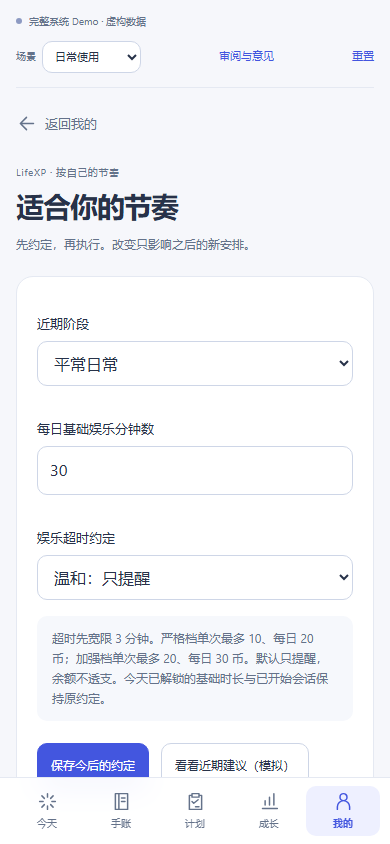 完整系统 Demo · 虚构数据
场景
日常使用
审阅与意见
重置
返回我的
LifeXP · 按自己的节奏
适合你的节奏
先约定，再执行。改变只影响之后的新安排。
近期阶段
平常日常
每日基础娱乐分钟数
30
娱乐超时约定
温和：只提醒
超时先宽限 3 分钟。严格档单次最多 10、每日 20
币；加强档单次最多 20、每日 30 币。默认只提醒，
余额不透支。今天已解锁的基础时长与已开始会话保
持原约定。
保存今后的约定
看看近期建议（模拟）
今天
手账
计划
成长
我的